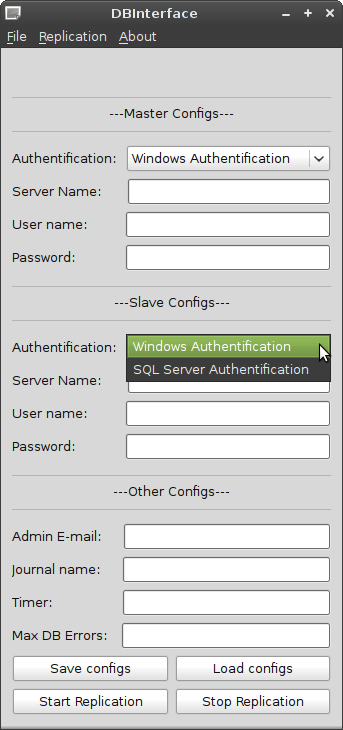 DBInterface
File Replication About
---Master Configs---
Authentification: Windows Authentification
Server Name:
User name:
Password:
---Slave Configs---
Authentification: Windows Authentification
SQL Server Authentification
Server Name:
User name:
Password:
---Other Configs---
Admin E-mail:
Journal name:
Timer:
Max DB Errors:
Save configs Load configs
Start Replication Stop Replication